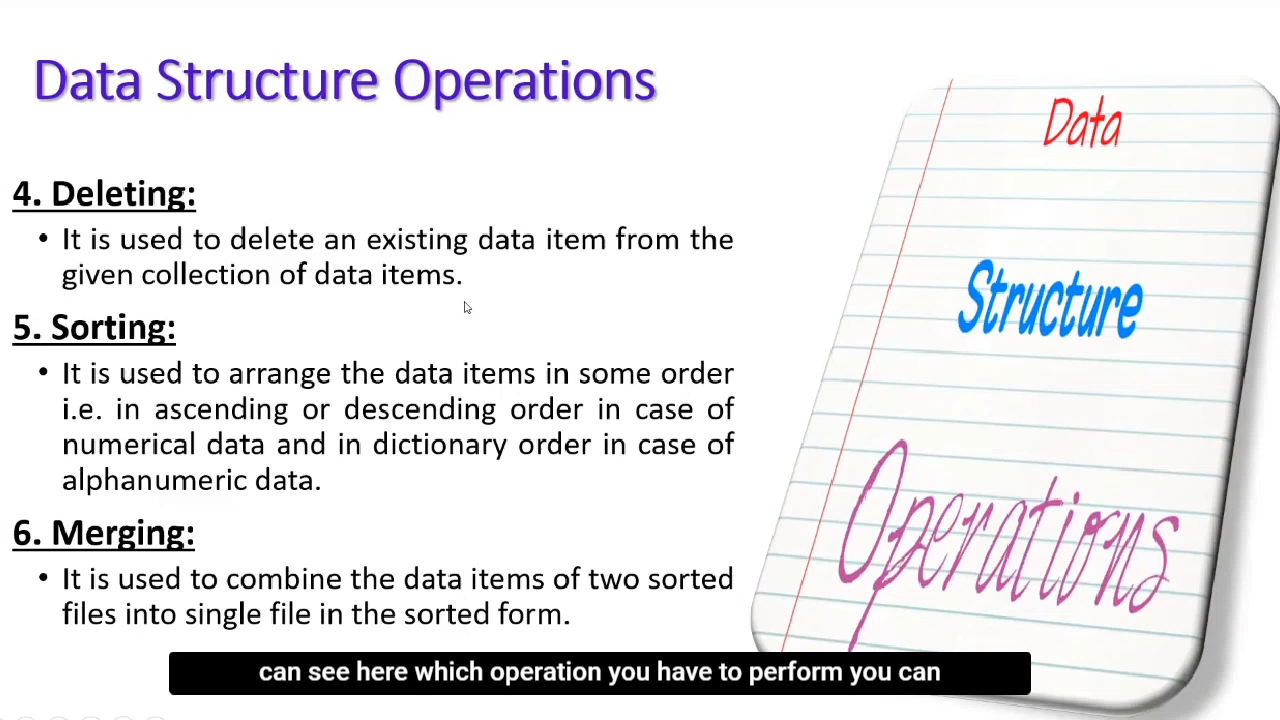 Data Structure Operations
4. Deleting:
• It is used to delete an existing data item from the
given collection of data items.
5. Sorting:
• It is used to arrange the data items in some order
i.e. in ascending or descending order in case of
numerical data and in dictionary order in case of
alphanumeric data.
6. Merging:
• It is used to combine the data items of two sorted
files into single file in the sorted form.
Data
Structure
Operations
can see here which operation you have to perform you can